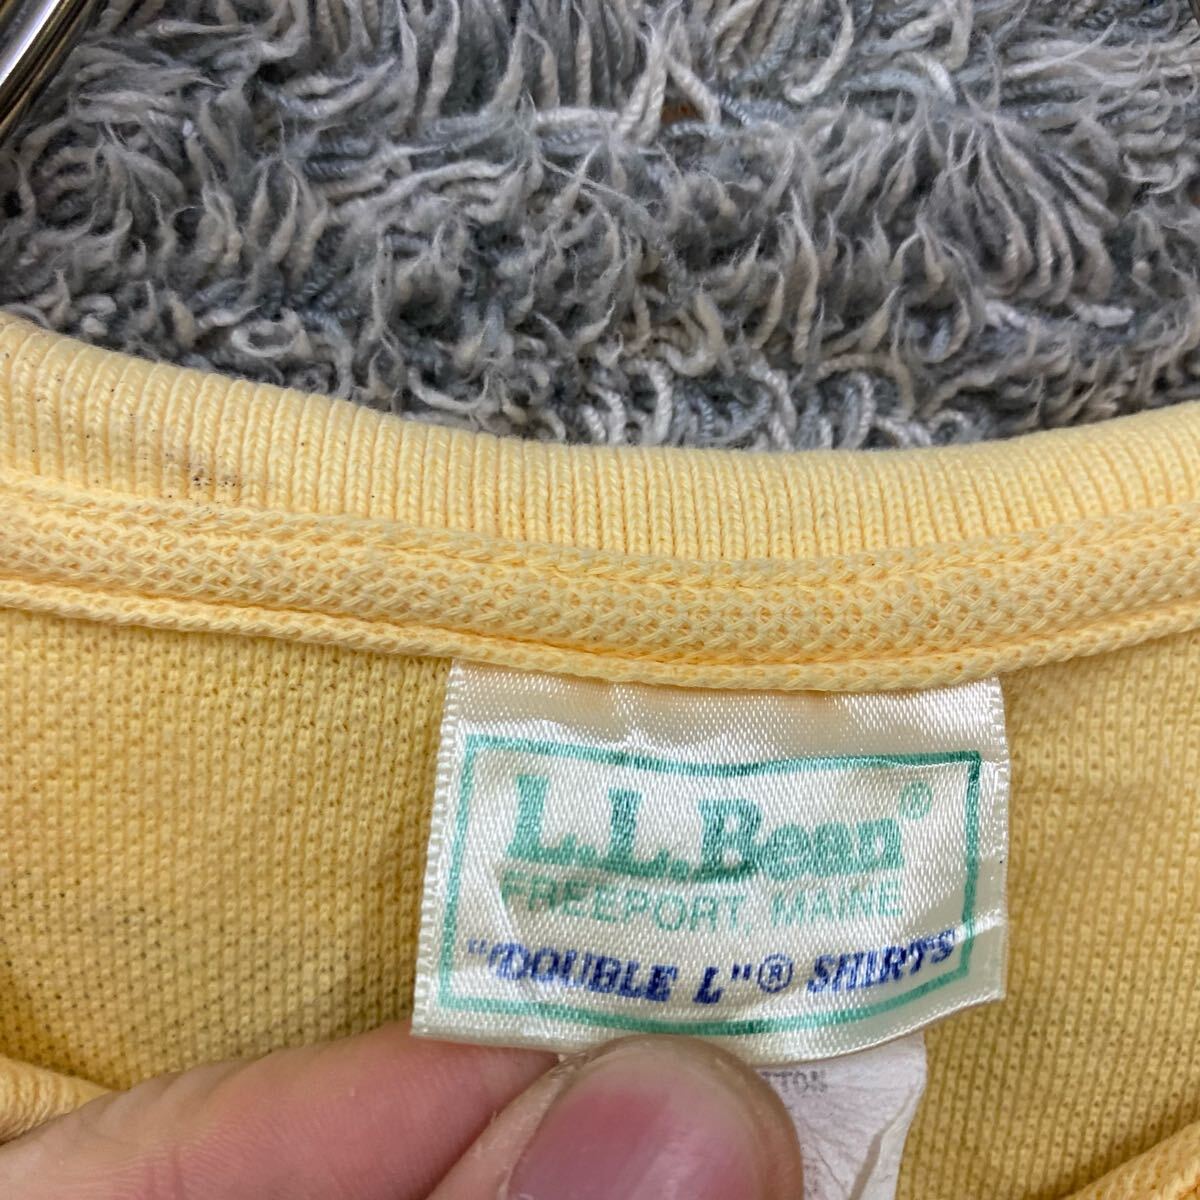 L.L.Bean®
FREEPORT, MAINE
"DOUBLE L"® SHIRTS